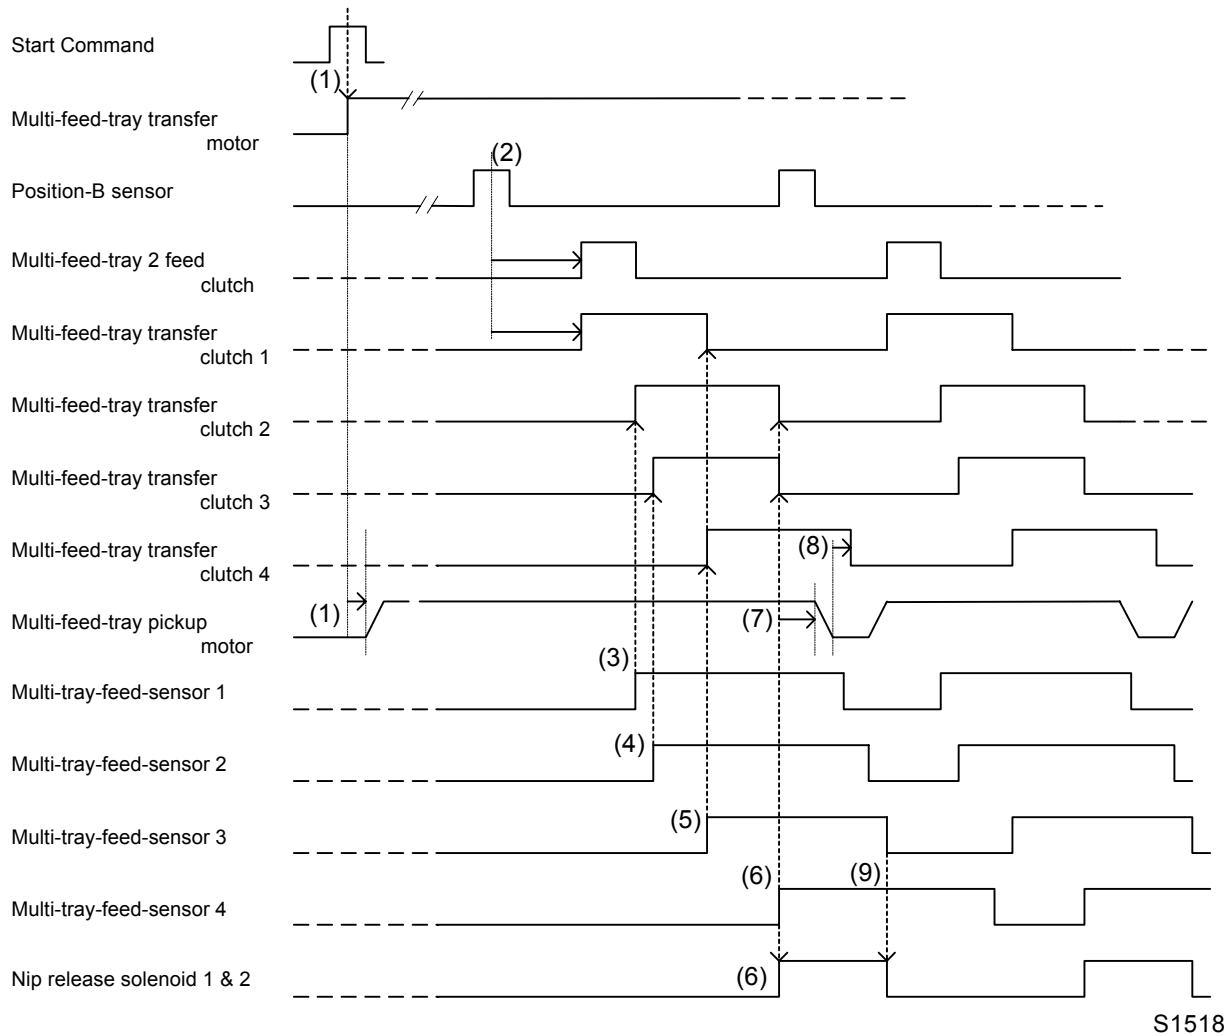 Start Command
(1)
Multi-feed-tray transfer
motor
(2)
Position-B sensor
Multi-feed-tray 2 feed
clutch
Multi-feed-tray transfer
clutch 1
Multi-feed-tray transfer
clutch 2
Multi-feed-tray transfer
clutch 3
Multi-feed-tray transfer
clutch 4
(8)
(1)
Multi-feed-tray pickup
motor
(7)
(3)
Multi-tray-feed-sensor 1
(4)
Multi-tray-feed-sensor 2
(5)
Multi-tray-feed-sensor 3
(6)
(9)
Multi-tray-feed-sensor 4
(6)
Nip release solenoid 1 & 2
S1518